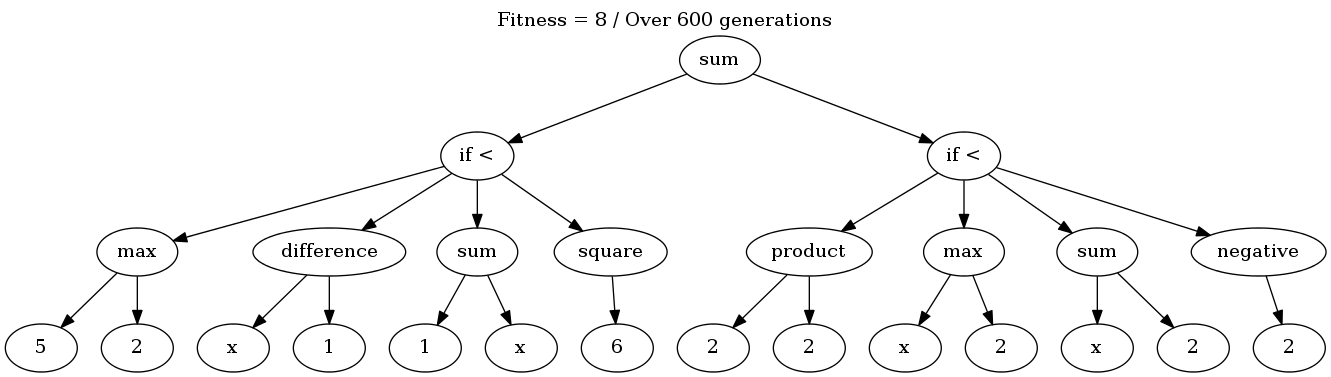 Fitness = 8 / Over 600 generations
sum
if <
if <
max
difference
sum
square
product
max
sum
negative
5
2
x
1
1
x
6
2
2
x
2
x
2
2